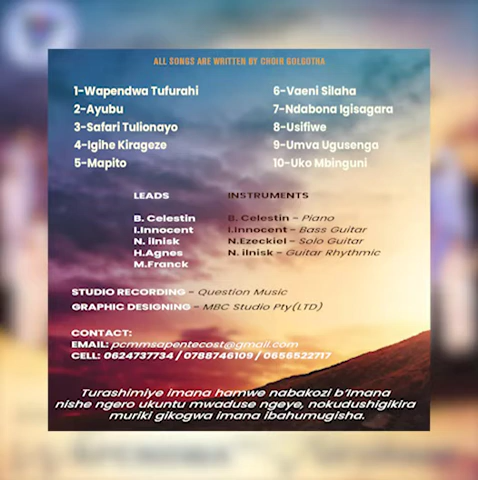 ALL SONGS ARE WRITTEN BY CHOIR GOLGOTHA
1-Wapendwa Tufurahi
2-Ayubu
3-Safari Tulionayo
4-Igihe Kirageze
5-Mapito
6-Vaeni Silaha
7-Ndabona Igisagara
8-Usifiwe
9-Umva Ugusenga
10-Uko Mbinguni
LEADS
B. Celestin
I.Innocent
N. ilnisk
H.Agnes
M.Franck
INSTRUMENTS
B. Celestin - Piano
I.Innocent - Bass Guitar
N.Ezeckiel - Solo Guitar
N. ilnisk - Guitar Rhythmic
STUDIO RECORDING - Question Music
GRAPHIC DESIGNING - MBC Studio Pty(LTD)
CONTACT:
EMAIL: pcmmsapentecost@gmail.com
CELL: 0624737734 / 0788746109 / 0656522717
Turashimiye imana hamwe nabakozi b'Imana
nishe ngero ukuntu mwaduse ngeye, nokudushigikira
muriki gikogwa imana ibahumugisha.